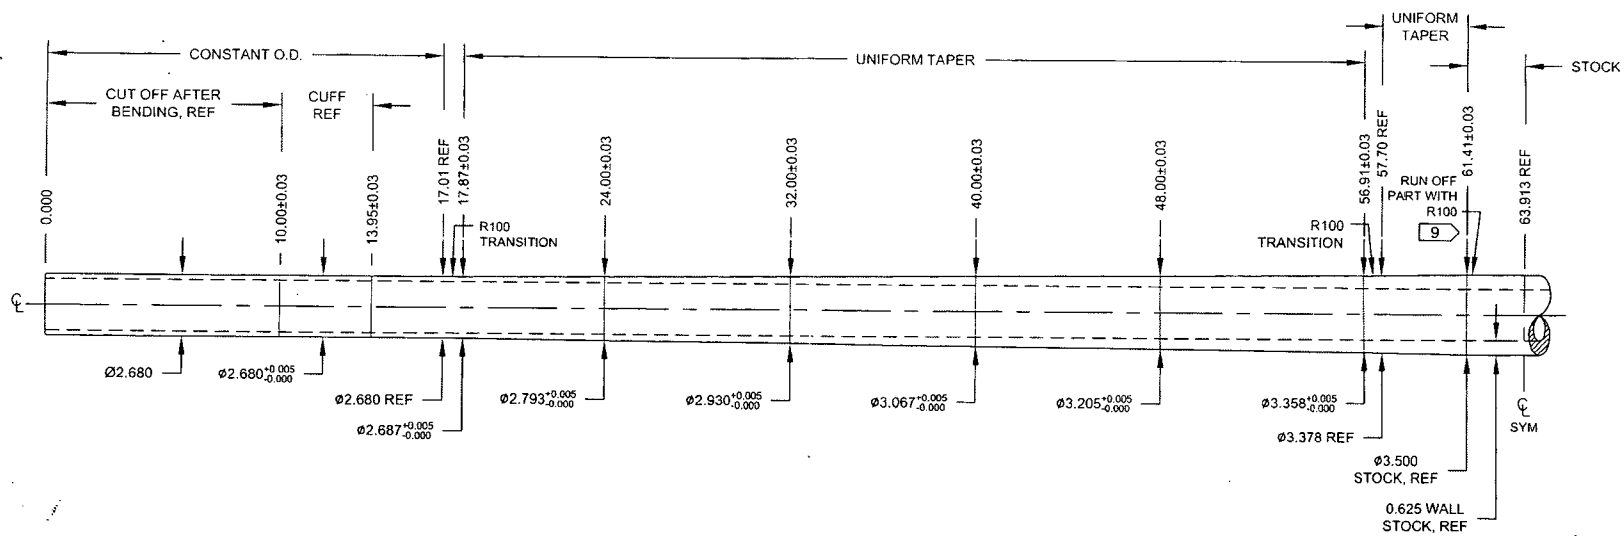 UNIFORM
TAPER
CONSTANT O.D.
UNIFORM TAPER
STOCK
CUT OFF AFTER
BENDING, REF
CUFF
REF
0.000
10.00±0.03
13.95±0.03
17.01 REF
17.87±0.03
24.00±0.03
32.00±0.03
40.00±0.03
48.00±0.03
56.91±0.03
57.70 REF
61.41±0.03
63.913 REF
R100
TRANSITION
R100
TRANSITION
RUN OFF
PART WITH
R100
9
℄
Ø2.680
Ø2.680+0.005
-0.000
Ø2.680 REF
Ø2.687+0.005
-0.000
Ø2.793+0.005
-0.000
Ø2.930+0.005
-0.000
Ø3.067+0.005
-0.000
Ø3.205+0.005
-0.000
Ø3.358+0.005
-0.000
Ø3.378 REF
Ø3.500
STOCK, REF
0.625 WALL
STOCK, REF
℄
SYM